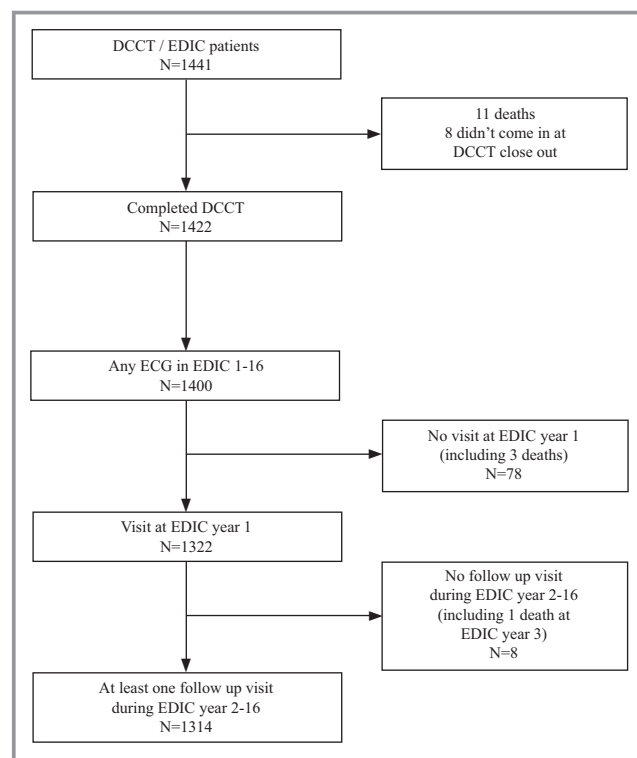 DCCT / EDIC patients
N=1441
11 deaths
8 didn't come in at
DCCT close out
Completed DCCT
N=1422
Any ECG in EDIC 1-16
N=1400
No visit at EDIC year 1
(including 3 deaths)
N=78
Visit at EDIC year 1
N=1322
No follow up visit
during EDIC year 2-16
(including 1 death at
EDIC year 3)
N=8
At least one follow up visit
during EDIC year 2-16
N=1314